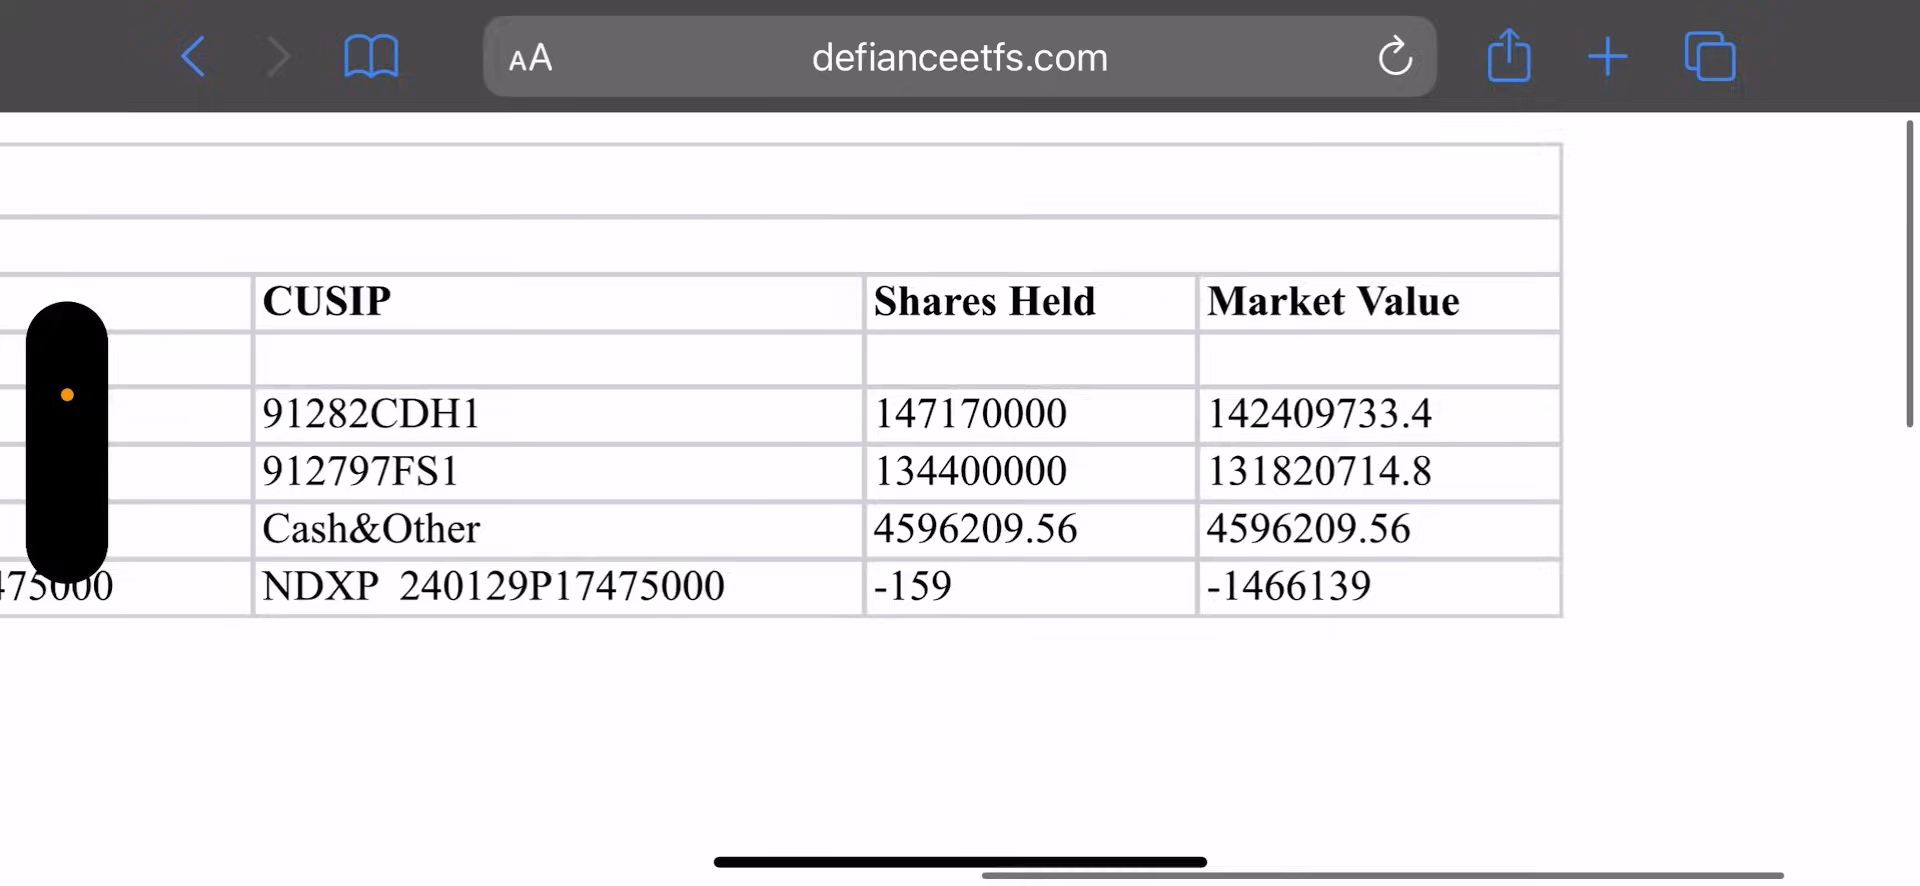 AA defianceetfs.com
CUSIP Shares Held Market Value
91282CDH1 147170000 142409733.4
912797FS1 134400000 131820714.8
Cash&Other 4596209.56 4596209.56
475000 NDXP 240129P17475000 -159 -1466139